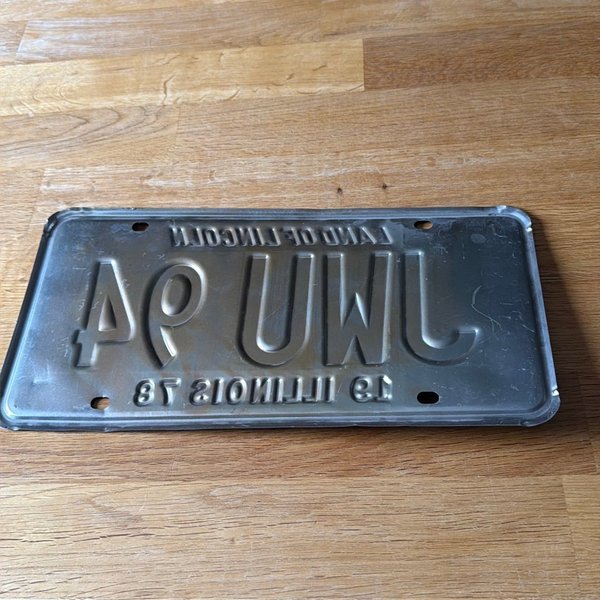 LAND OF LINCOLN
JWU 94
19 ILLINOIS 78